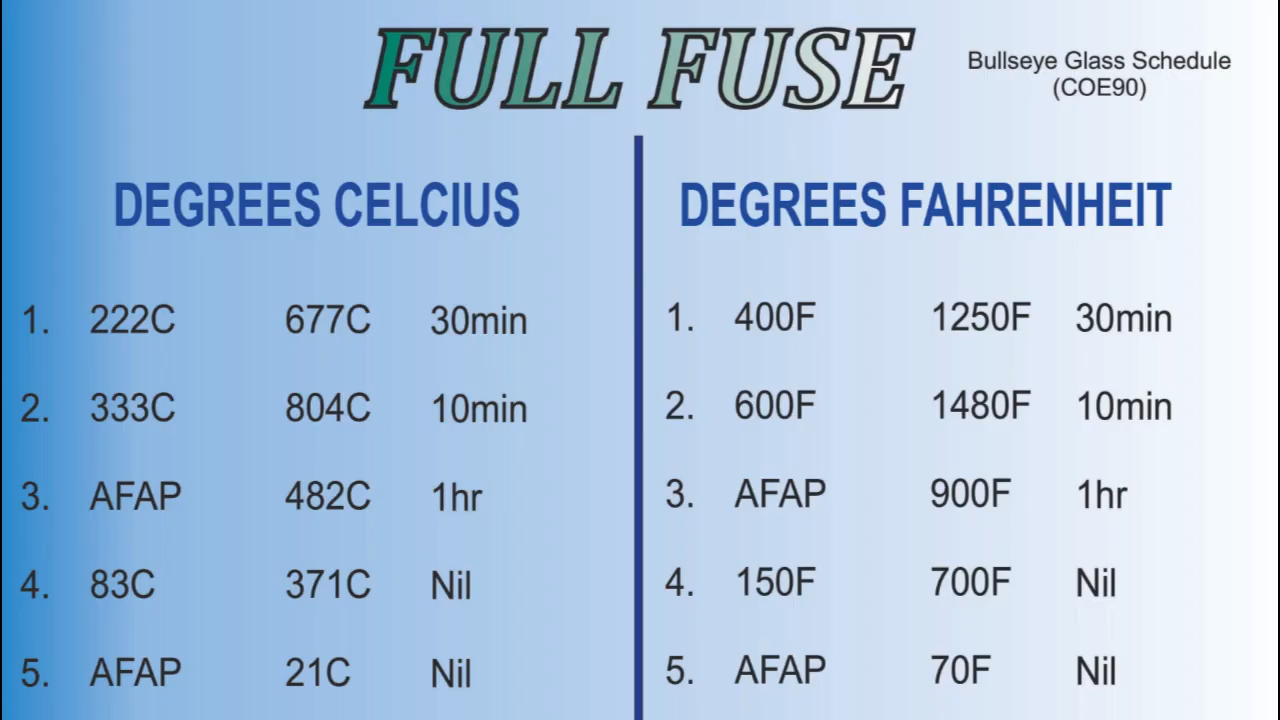 FULL FUSE
Bullseye Glass Schedule
(COE90)
DEGREES CELCIUS
1. 222C 677C 30min
2. 333C 804C 10min
3. AFAP 482C 1hr
4. 83C 371C Nil
5. AFAP 21C Nil
DEGREES FAHRENHEIT
1. 400F 1250F 30min
2. 600F 1480F 10min
3. AFAP 900F 1hr
4. 150F 700F Nil
5. AFAP 70F Nil